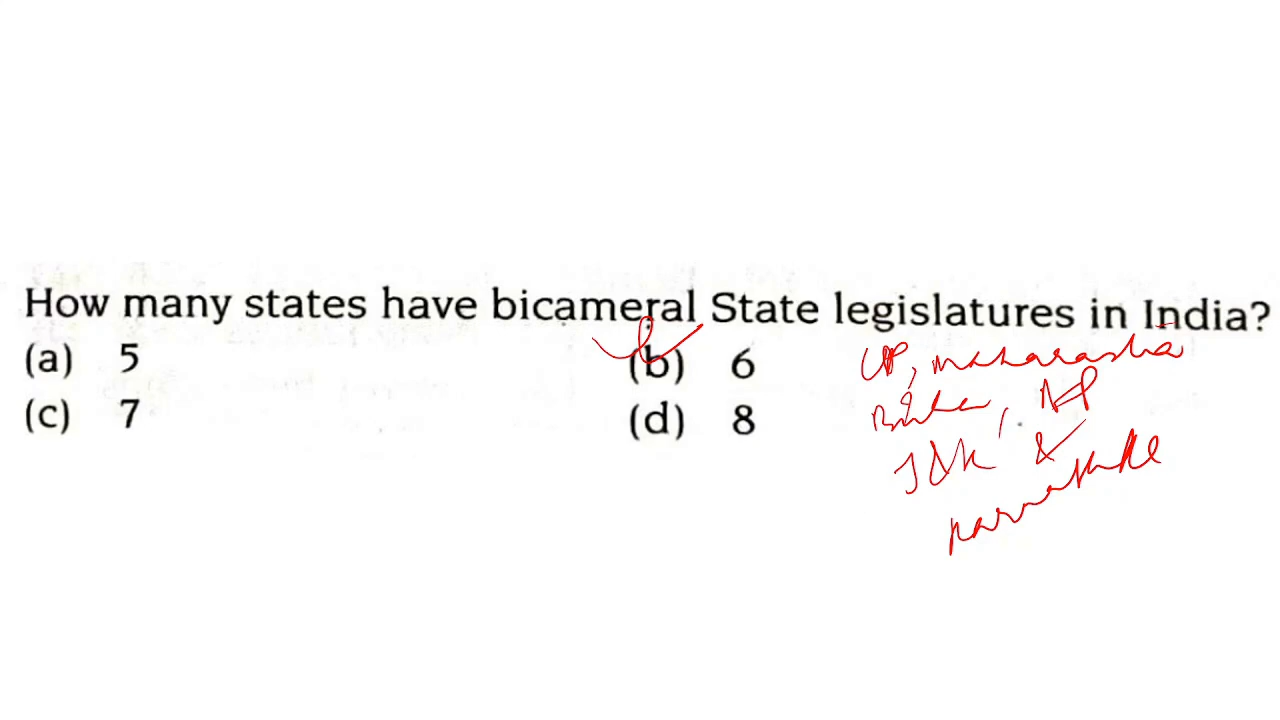 How many states have bicameral State legislatures in India?
(a) 5 (b) 6
(c) 7 (d) 8
UP, maharashtra
Bihar, AP
J&K &
karnataka